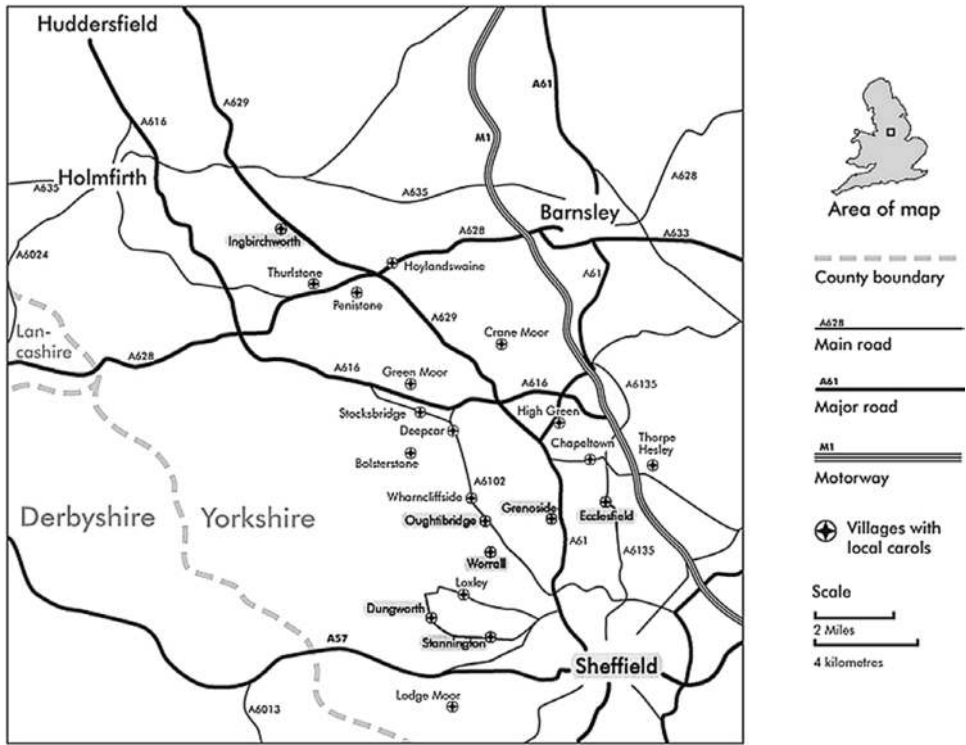 Huddersfield
A629
A61
A616
M1
Holmfirth
A635
A635
A628
Barnsley
A633
Ingbirchworth
A628
A6024
Hoylandswaine
Thurlstone
A61
Penistone
A629
Lan-
cashire
A628
Crane Moor
A616
Green Moor
A616
A6135
Stocksbridge
High Green
Deepcar
Chapeltown
Thorpe
Hesley
Bolsterstone
A6102
Wharncliffside
Grenoside
Ecclesfield
Derbyshire
Yorkshire
Oughtibridge
A61
A6135
Worrall
Loxley
Dungworth
Stannington
A57
Sheffield
Lodge Moor
A6013
Area of map
County boundary
A628
Main road
A61
Major road
M1
Motorway
Villages with
local carols
Scale
2 Miles
4 kilometres